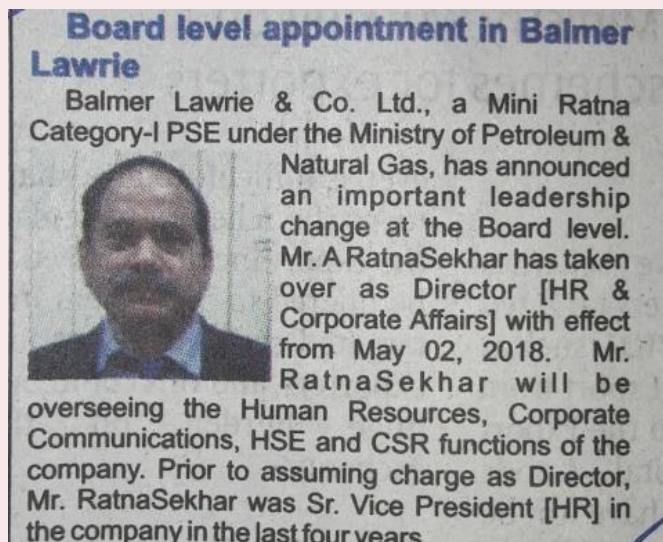 Board level appointment in Balmer
Lawrie
Balmer Lawrie & Co. Ltd., a Mini Ratna
Category-I PSE under the Ministry of Petroleum &
Natural Gas, has announced
an important leadership
change at the Board level.
Mr. A RatnaSekhar has taken
over as Director [HR &
Corporate Affairs] with effect
from May 02, 2018. Mr.
RatnaSekhar will be
overseeing the Human Resources, Corporate
Communications, HSE and CSR functions of the
company. Prior to assuming charge as Director,
Mr. RatnaSekhar was Sr. Vice President [HR] in
the company in the last four years